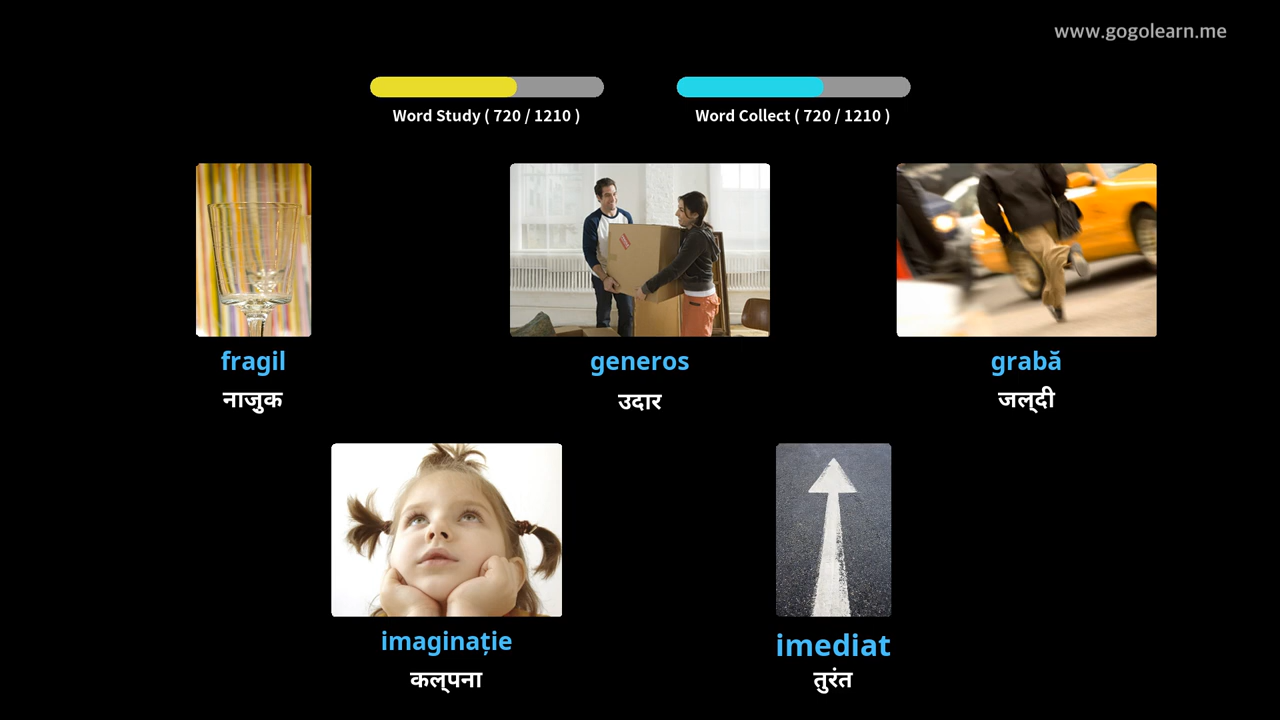 www.gogolearn.me
Word Study ( 720 / 1210 )
Word Collect ( 720 / 1210 )
fragil
नाजुक
generos
उदार
grabă
जल्दी
imaginație
कल्पना
imediat
तुरंत